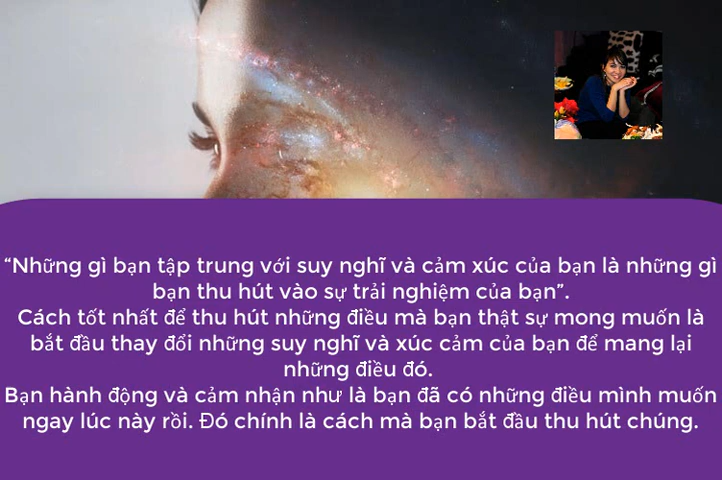 “Những gì bạn tập trung với suy nghĩ và cảm xúc của bạn là những gì
bạn thu hút vào sự trải nghiệm của bạn”.
Cách tốt nhất để thu hút những điều mà bạn thật sự mong muốn là
bắt đầu thay đổi những suy nghĩ và xúc cảm của bạn để mang lại
những điều đó.
Bạn hành động và cảm nhận như là bạn đã có những điều mình muốn
ngay lúc này rồi. Đó chính là cách mà bạn bắt đầu thu hút chúng.